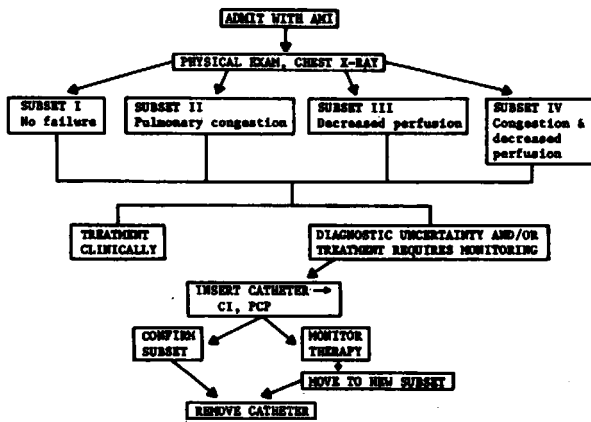 ADMIT WITH AMI
PHYSICAL EXAM, CHEST X-RAY
SUBSET I
No failure
SUBSET II
Pulmonary congestion
SUBSET III
Decreased perfusion
SUBSET IV
Congestion &
decreased
perfusion
TREATMENT
CLINICALLY
DIAGNOSTIC UNCERTAINTY AND/OR
TREATMENT REQUIRES MONITORING
INSERT CATHETER →
CI, PCP
CONFIRM
SUBSET
MONITOR
THERAPY
MOVE TO NEW SUBSET
REMOVE CATHETER